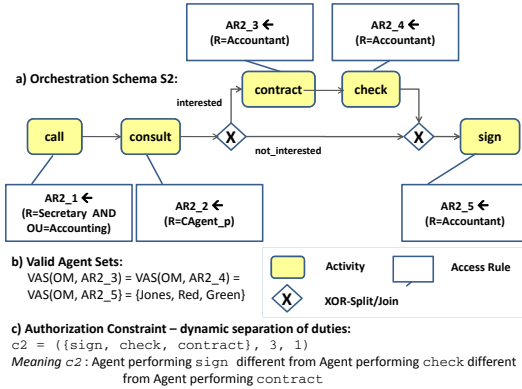 AR2_3 ←
(R=Accountant)
AR2_4 ←
(R=Accountant)
a) Orchestration Schema S2:
contract
check
interested
call
consult
X
not_interested
X
sign
AR2_1 ←
(R=Secretary AND
OU=Accounting)
AR2_2 ←
(R=CAgent_p)
AR2_5 ←
(R=Accountant)
b) Valid Agent Sets:
VAS(OM, AR2_3) = VAS(OM, AR2_4) =
VAS(OM, AR2_5} = {Jones, Red, Green}
Activity
Access Rule
X
XOR-Split/Join
c) Authorization Constraint – dynamic separation of duties:
c2 = ({sign, check, contract}, 3, 1)
Meaning c2: Agent performing sign different from Agent performing check different
from Agent performing contract